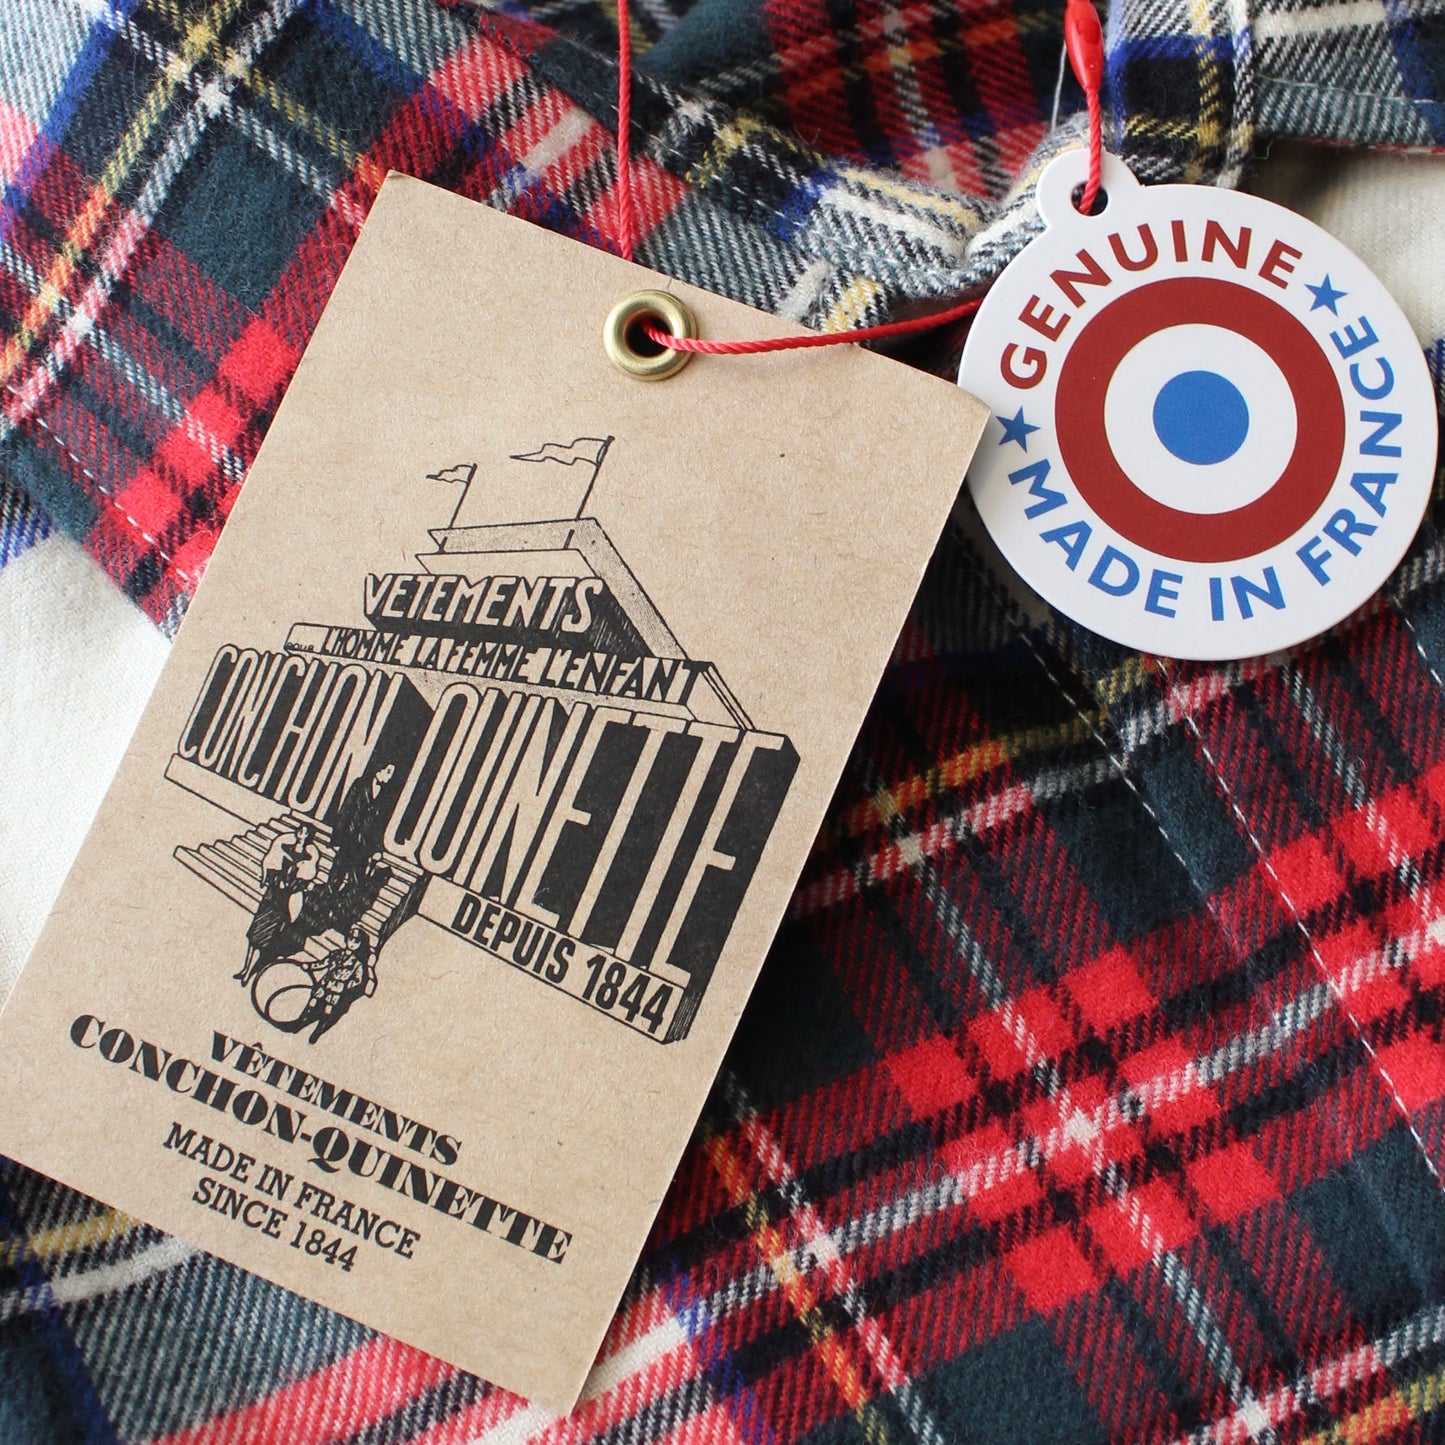 VETEMENTS
POUR L'HOMME LA FEMME L'ENFANT
CONCHON QUINETTE
DEPUIS 1844
VÊTEMENTS
CONCHON-QUINETTE
MADE IN FRANCE
SINCE 1844
GENUINE
★ MADE IN FRANCE ★